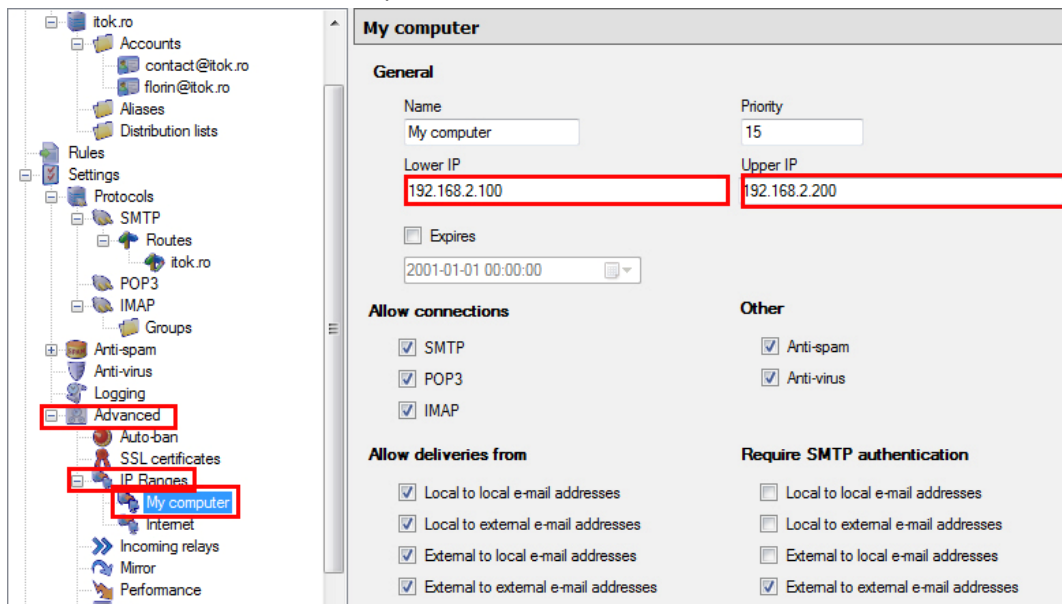 itok.ro
Accounts
contact@itok.ro
florin@itok.ro
Aliases
Distribution lists
Rules
Settings
Protocols
SMTP
Routes
itok.ro
POP3
IMAP
Groups
Anti-spam
Anti-virus
Logging
Advanced
Auto-ban
SSL certificates
IP Ranges
My computer
Internet
Incoming relays
Mirror
Performance
My computer
General
Name Priority
My computer 15
Lower IP Upper IP
192.168.2.100 192.168.2.200
Expires
2001-01-01 00:00:00
Allow connections Other
SMTP Anti-spam
POP3 Anti-virus
IMAP
Allow deliveries from Require SMTP authentication
Local to local e-mail addresses Local to local e-mail addresses
Local to external e-mail addresses Local to external e-mail addresses
External to local e-mail addresses External to local e-mail addresses
External to external e-mail addresses External to external e-mail addresses